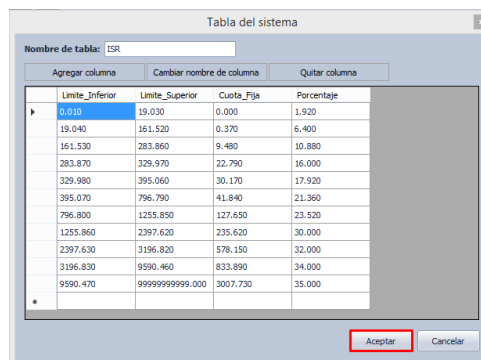 Tabla del sistema
Nombre de tabla: ISR
Agregar columna Cambiar nombre de columna Quitar columna
Limite_Inferior Limite_Superior Cuota_Fija Porcentaje
0.010 19.030 0.000 1.920
19.040 161.520 0.370 6.400
161.530 283.860 9.480 10.880
283.870 329.970 22.790 16.000
329.980 395.060 30.170 17.920
395.070 796.790 41.840 21.360
796.800 1255.850 127.650 23.520
1255.860 2397.620 235.620 30.000
2397.630 3196.820 578.150 32.000
3196.830 9590.460 833.890 34.000
9590.470 99999999999.000 3007.730 35.000
Aceptar Cancelar